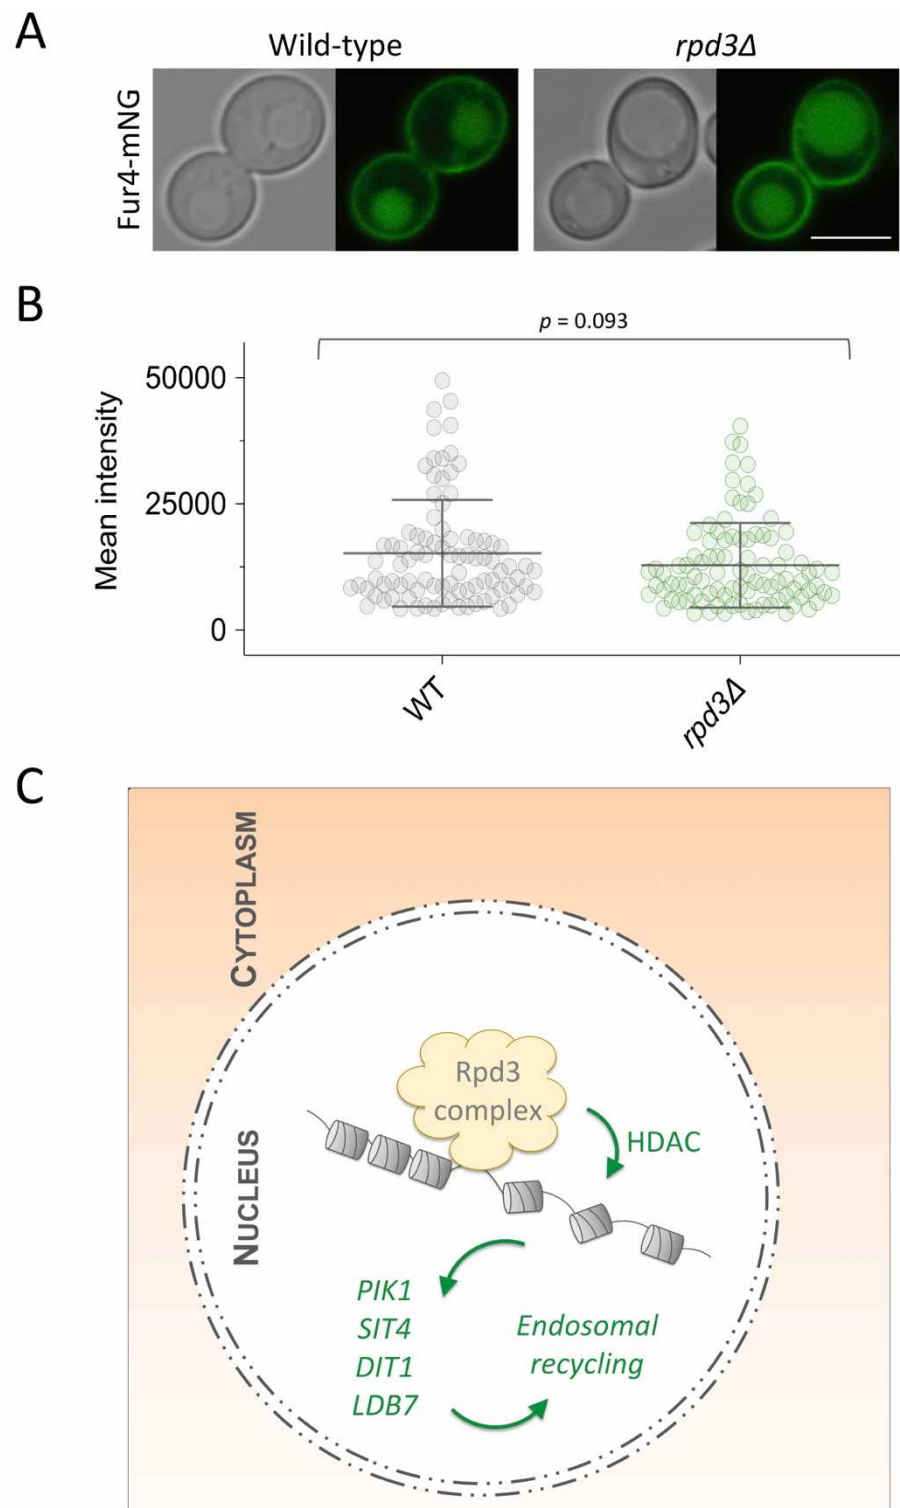 A
Wild-type
rpd3Δ
Fur4-mNG
B
p = 0.093
Mean intensity
50000
25000
0
WT
rpd3Δ
C
CYTOPLASM
NUCLEUS
Rpd3
complex
HDAC
PIK1
SIT4
DIT1
LDB7
Endosomal
recycling